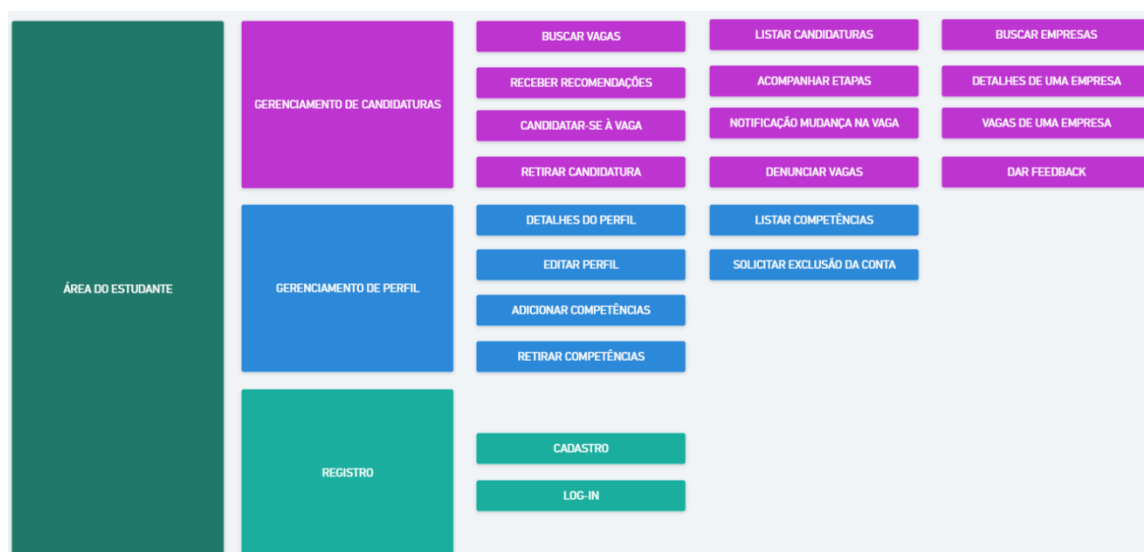 ÁREA DO ESTUDANTE
GERENCIAMENTO DE CANDIDATURAS
BUSCAR VAGAS
RECEBER RECOMENDAÇÕES
CANDIDATAR-SE À VAGA
RETIRAR CANDIDATURA
LISTAR CANDIDATURAS
ACOMPANHAR ETAPAS
NOTIFICAÇÃO MUDANÇA NA VAGA
DENUNCIAR VAGAS
BUSCAR EMPRESAS
DETALHES DE UMA EMPRESA
VAGAS DE UMA EMPRESA
DAR FEEDBACK
GERENCIAMENTO DE PERFIL
DETALHES DO PERFIL
EDITAR PERFIL
ADICIONAR COMPETÊNCIAS
RETIRAR COMPETÊNCIAS
LISTAR COMPETÊNCIAS
SOLICITAR EXCLUSÃO DA CONTA
REGISTRO
CADASTRO
LOG-IN